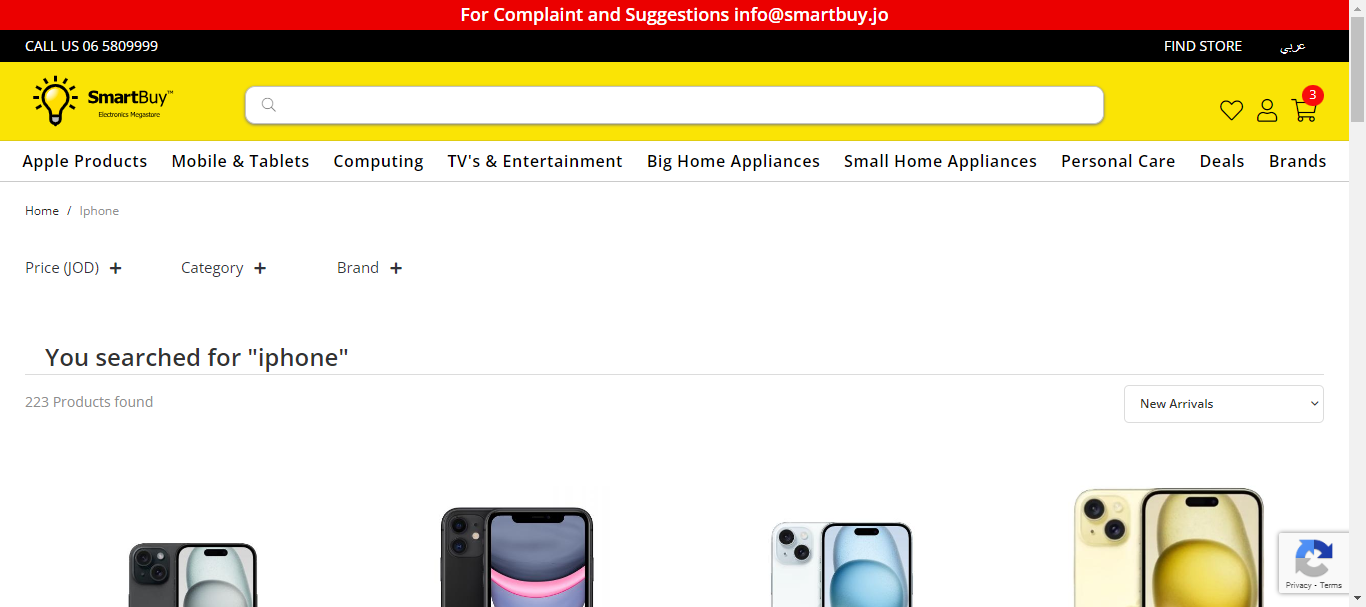 For Complaint and Suggestions info@smartbuy.jo
CALL US 06 5809999
FIND STORE
عربي
SmartBuy™
Electronics Megastore
3
Apple Products
Mobile & Tablets
Computing
TV's & Entertainment
Big Home Appliances
Small Home Appliances
Personal Care
Deals
Brands
Home / Iphone
Price (JOD) +
Category +
Brand +
You searched for "iphone"
223 Products found
New Arrivals
Privacy - Terms